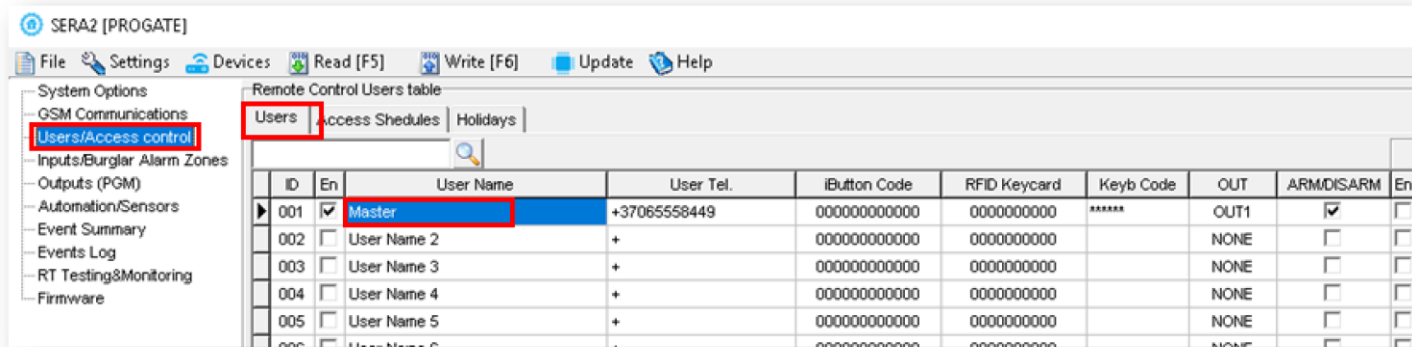 SERA2 [PROGATE]
File Settings Devices Read [F5] Write [F6] Update Help
System Options
GSM Communications
Users/Access control
Inputs/Burglar Alarm Zones
Outputs (PGM)
Automation/Sensors
Event Summary
Events Log
RT Testing&Monitoring
Firmware
Remote Control Users table
Users Access Shedules Holidays
ID En User Name User Tel. iButton Code RFID Keycard Keyb Code OUT ARM/DISARM En
001 Master +37065558449 000000000000 0000000000 ****** OUT1
002 User Name 2 + 000000000000 0000000000 NONE
003 User Name 3 + 000000000000 0000000000 NONE
004 User Name 4 + 000000000000 0000000000 NONE
005 User Name 5 + 000000000000 0000000000 NONE